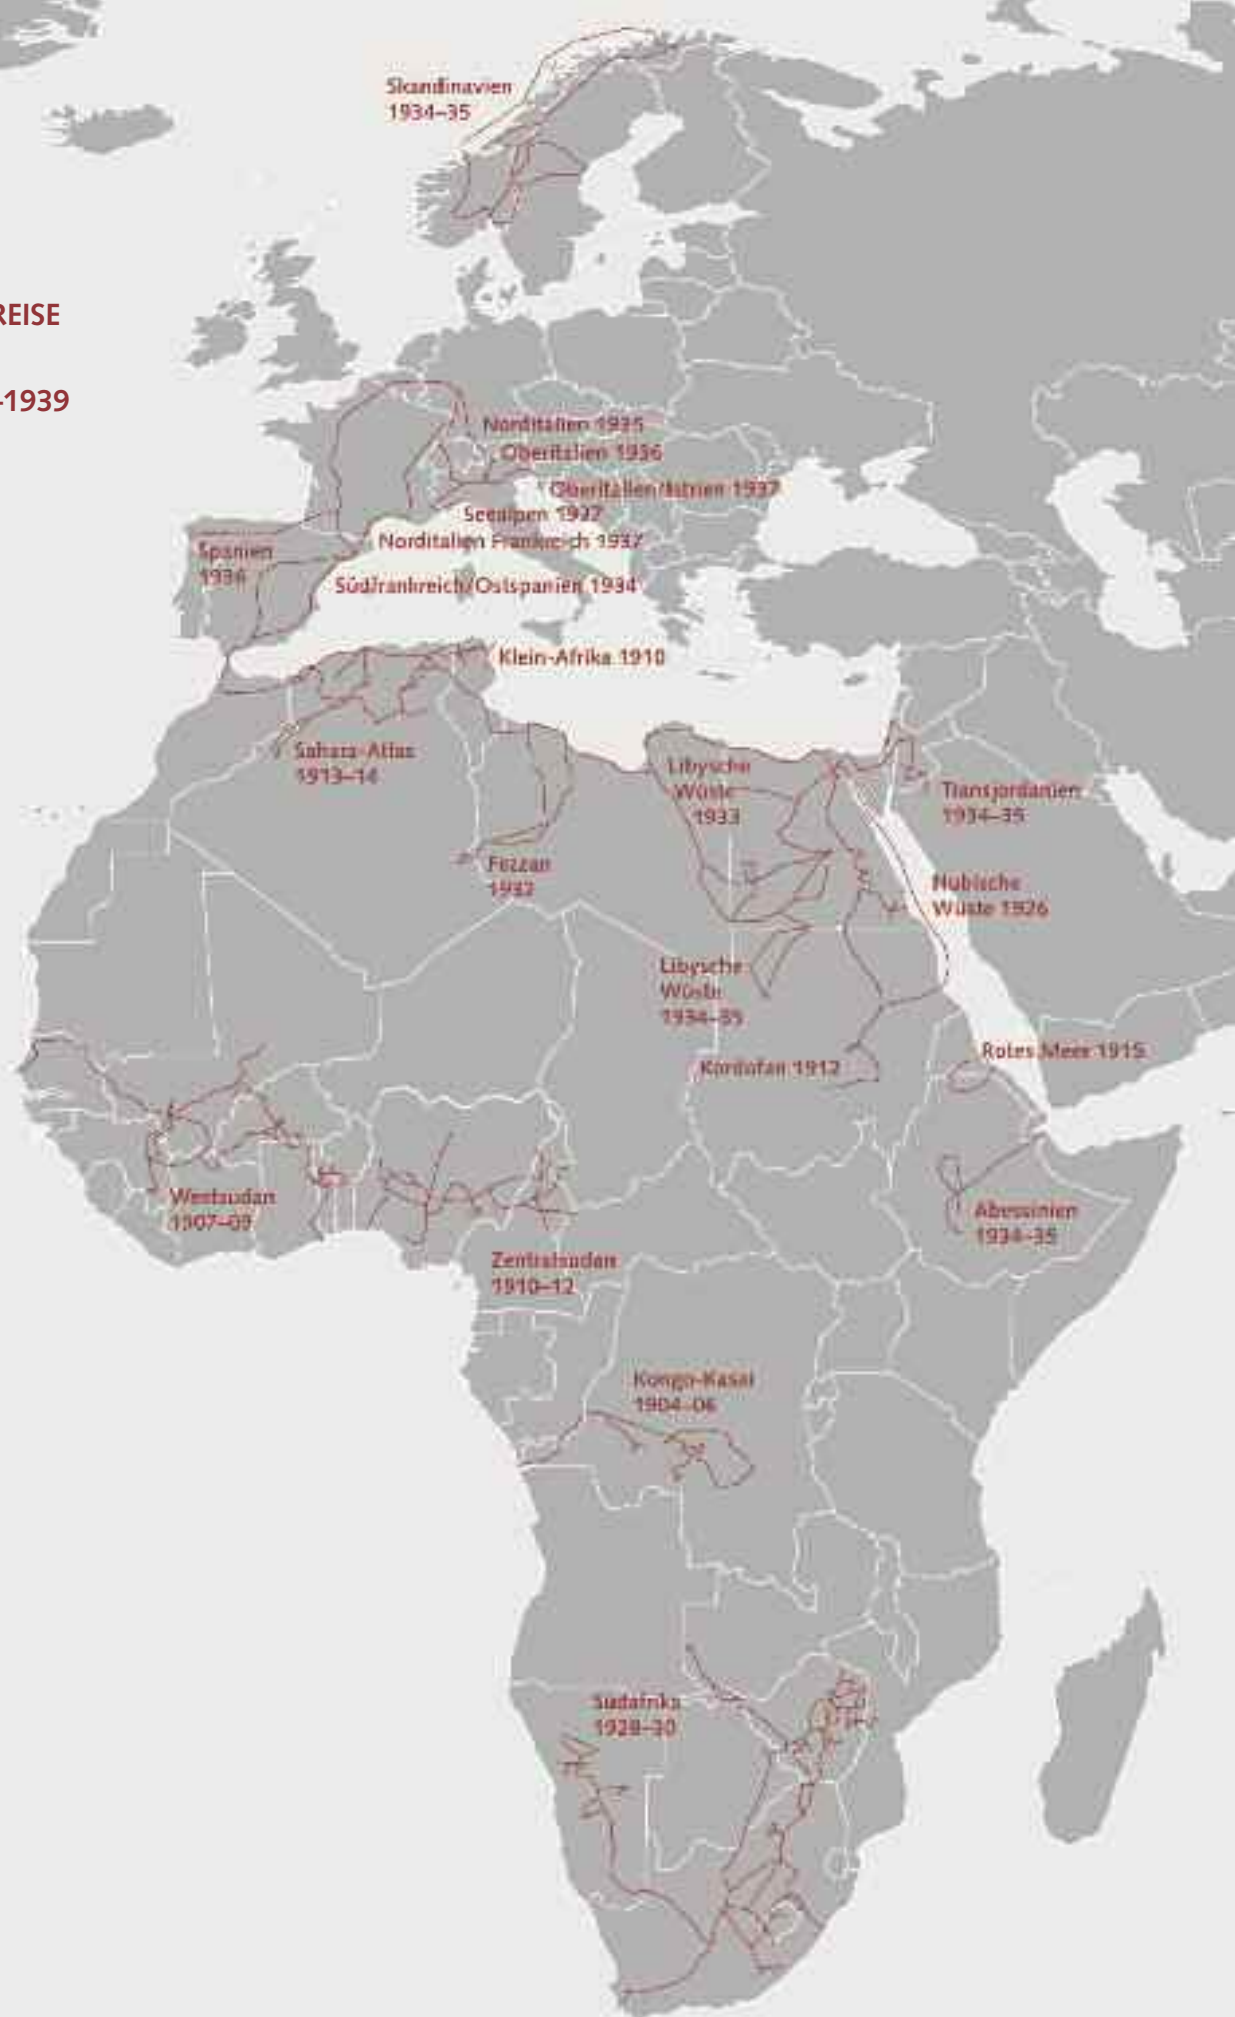 Skandinavien
1934–35
REISE
-1939
Norditalien 1935
Oberitalien 1936
Oberitalien/Istrien 1937
Seealpen 1937
Norditalien Frankreich 1937
Spanien
1936
Südfrankreich/Ostspanien 1934
Klein-Afrika 1910
Sahara-Atlas
1913–14
Libysche
Wüste
1933
Transjordanien
1934–35
Fezzan
1932
Nubische
Wüste 1926
Libysche
Wüste
1934–35
Rotes Meer 1915
Kordofan 1912
Westsudan
1907–09
Abessinien
1934–35
Zentralsudan
1910–12
Kongo-Kasai
1904–06
Südafrika
1928–30